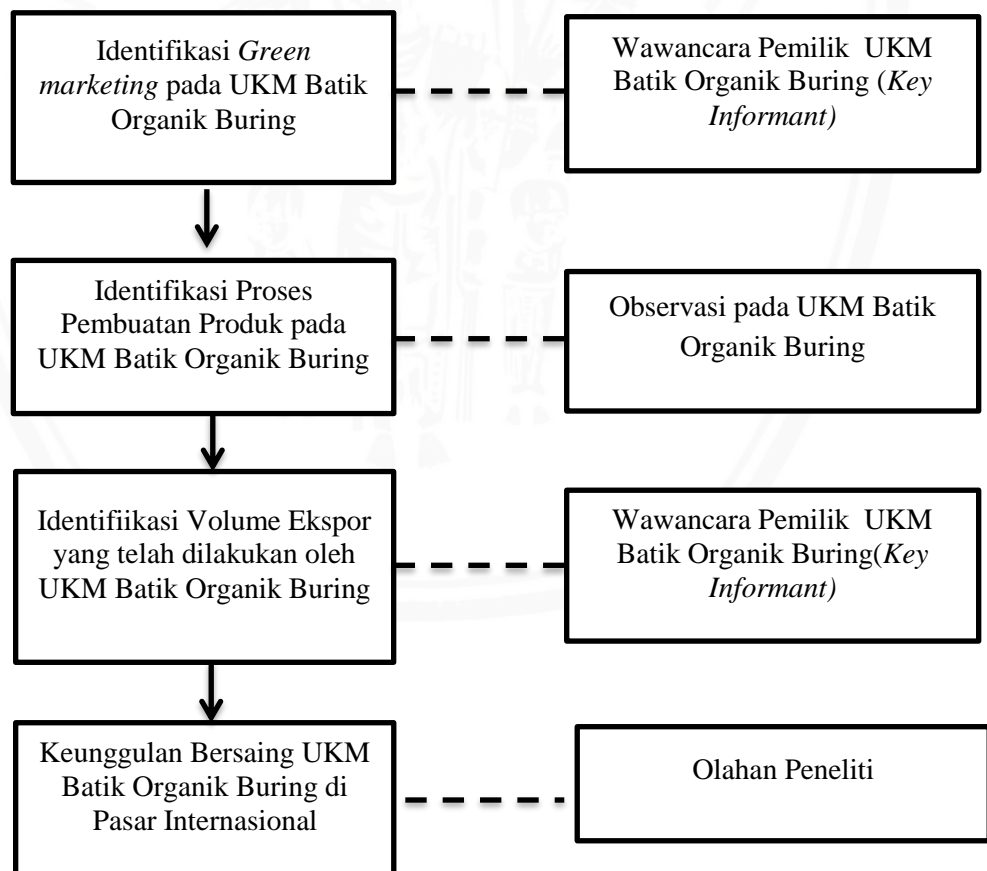 Identifikasi Green
marketing pada UKM Batik
Organik Buring
Wawancara Pemilik UKM
Batik Organik Buring (Key
Informant)
Identifikasi Proses
Pembuatan Produk pada
UKM Batik Organik Buring
Observasi pada UKM Batik
Organik Buring
Identifiikasi Volume Ekspor
yang telah dilakukan oleh
UKM Batik Organik Buring
Wawancara Pemilik UKM
Batik Organik Buring(Key
Informant)
Keunggulan Bersaing UKM
Batik Organik Buring di
Pasar Internasional
Olahan Peneliti